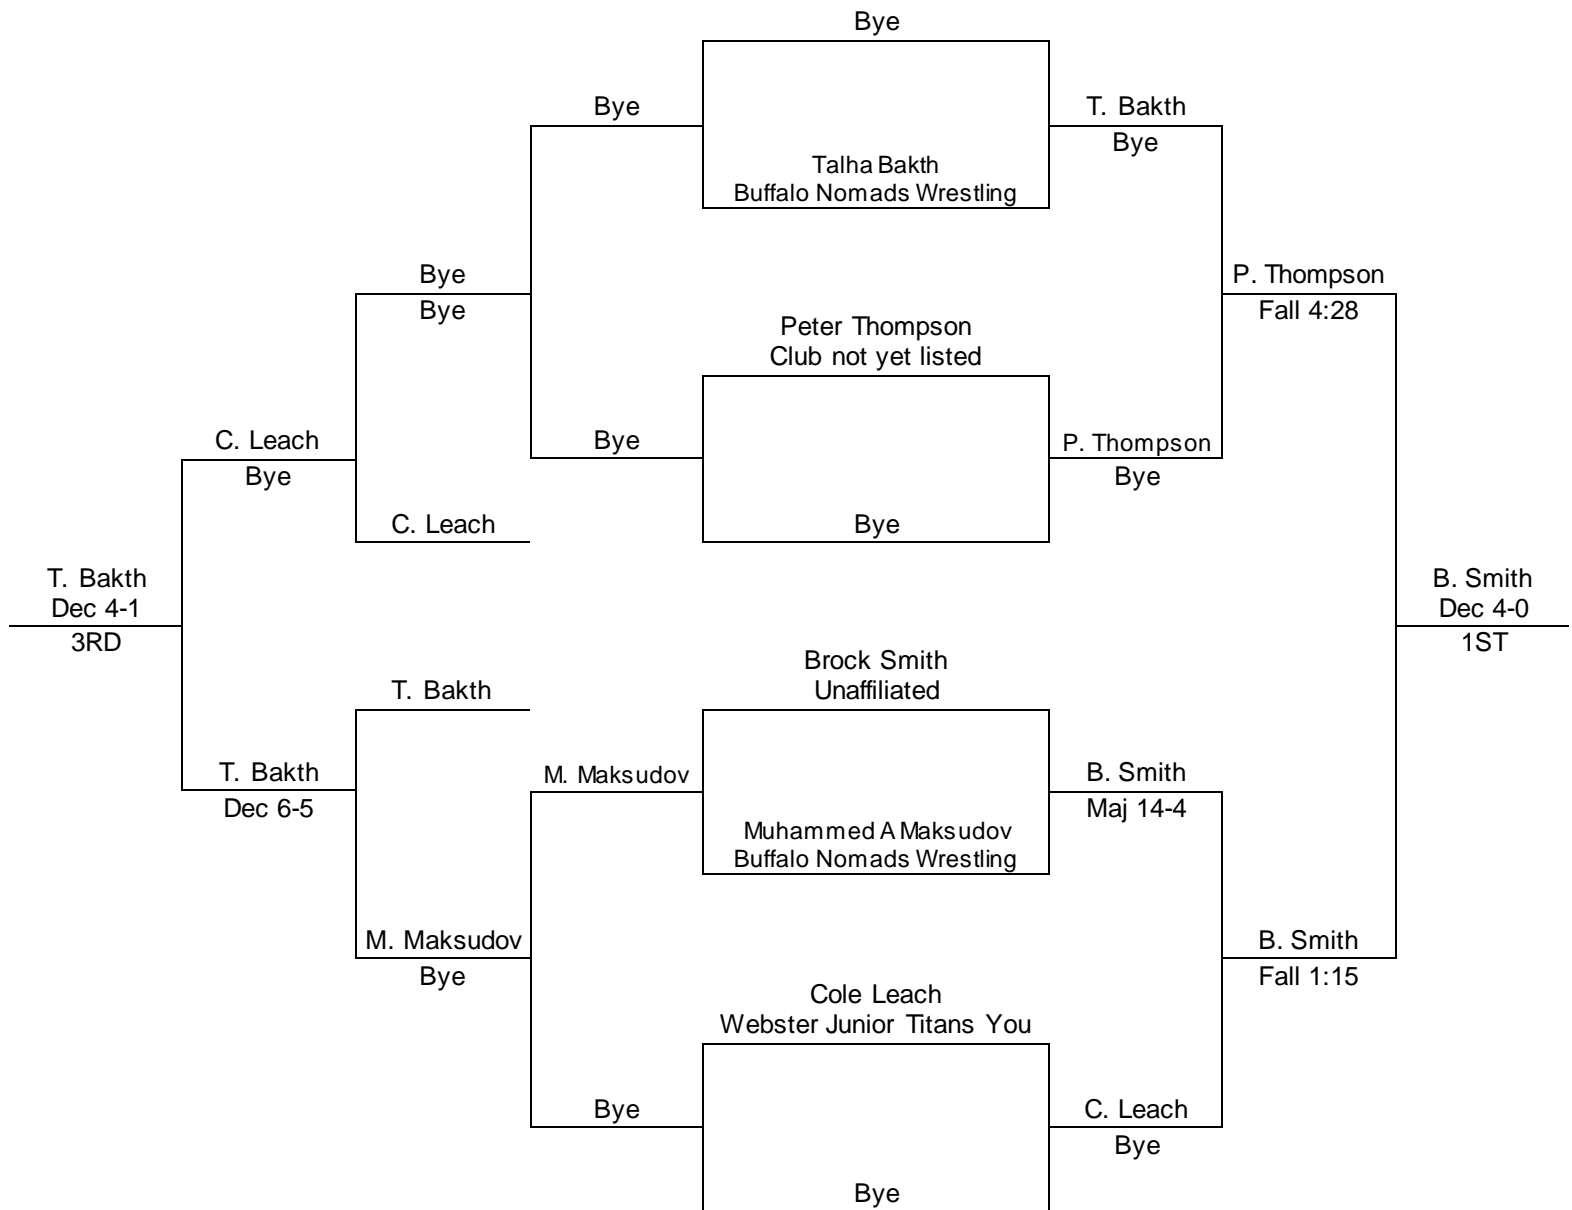 Bye
Bye
T. Bakth
Bye
Talha Bakth
Buffalo Nomads Wrestling
Bye
Bye
P. Thompson
Fall 4:28
Peter Thompson
Club not yet listed
C. Leach
Bye
Bye
P. Thompson
Bye
C. Leach
Bye
T. Bakth
Dec 4-1
3RD
B. Smith
Dec 4-0
1ST
Brock Smith
Unaffiliated
T. Bakth
T. Bakth
Dec 6-5
M. Maksudov
B. Smith
Maj 14-4
Muhammed A Maksudov
Buffalo Nomads Wrestling
M. Maksudov
Bye
B. Smith
Fall 1:15
Cole Leach
Webster Junior Titans You
Bye
C. Leach
Bye
Bye